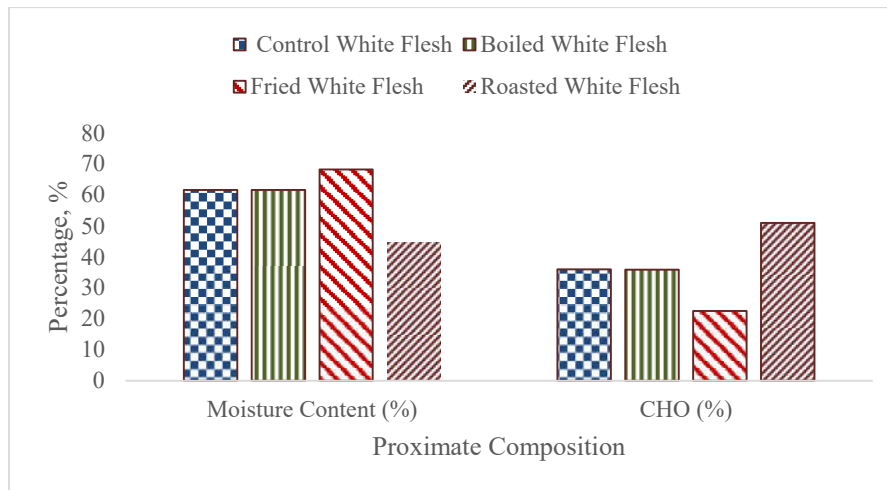 Control White Flesh Boiled White Flesh
Fried White Flesh Roasted White Flesh
80
70
60
50
40
30
20
10
0
Percentage, %
Moisture Content (%) CHO (%)
Proximate Composition